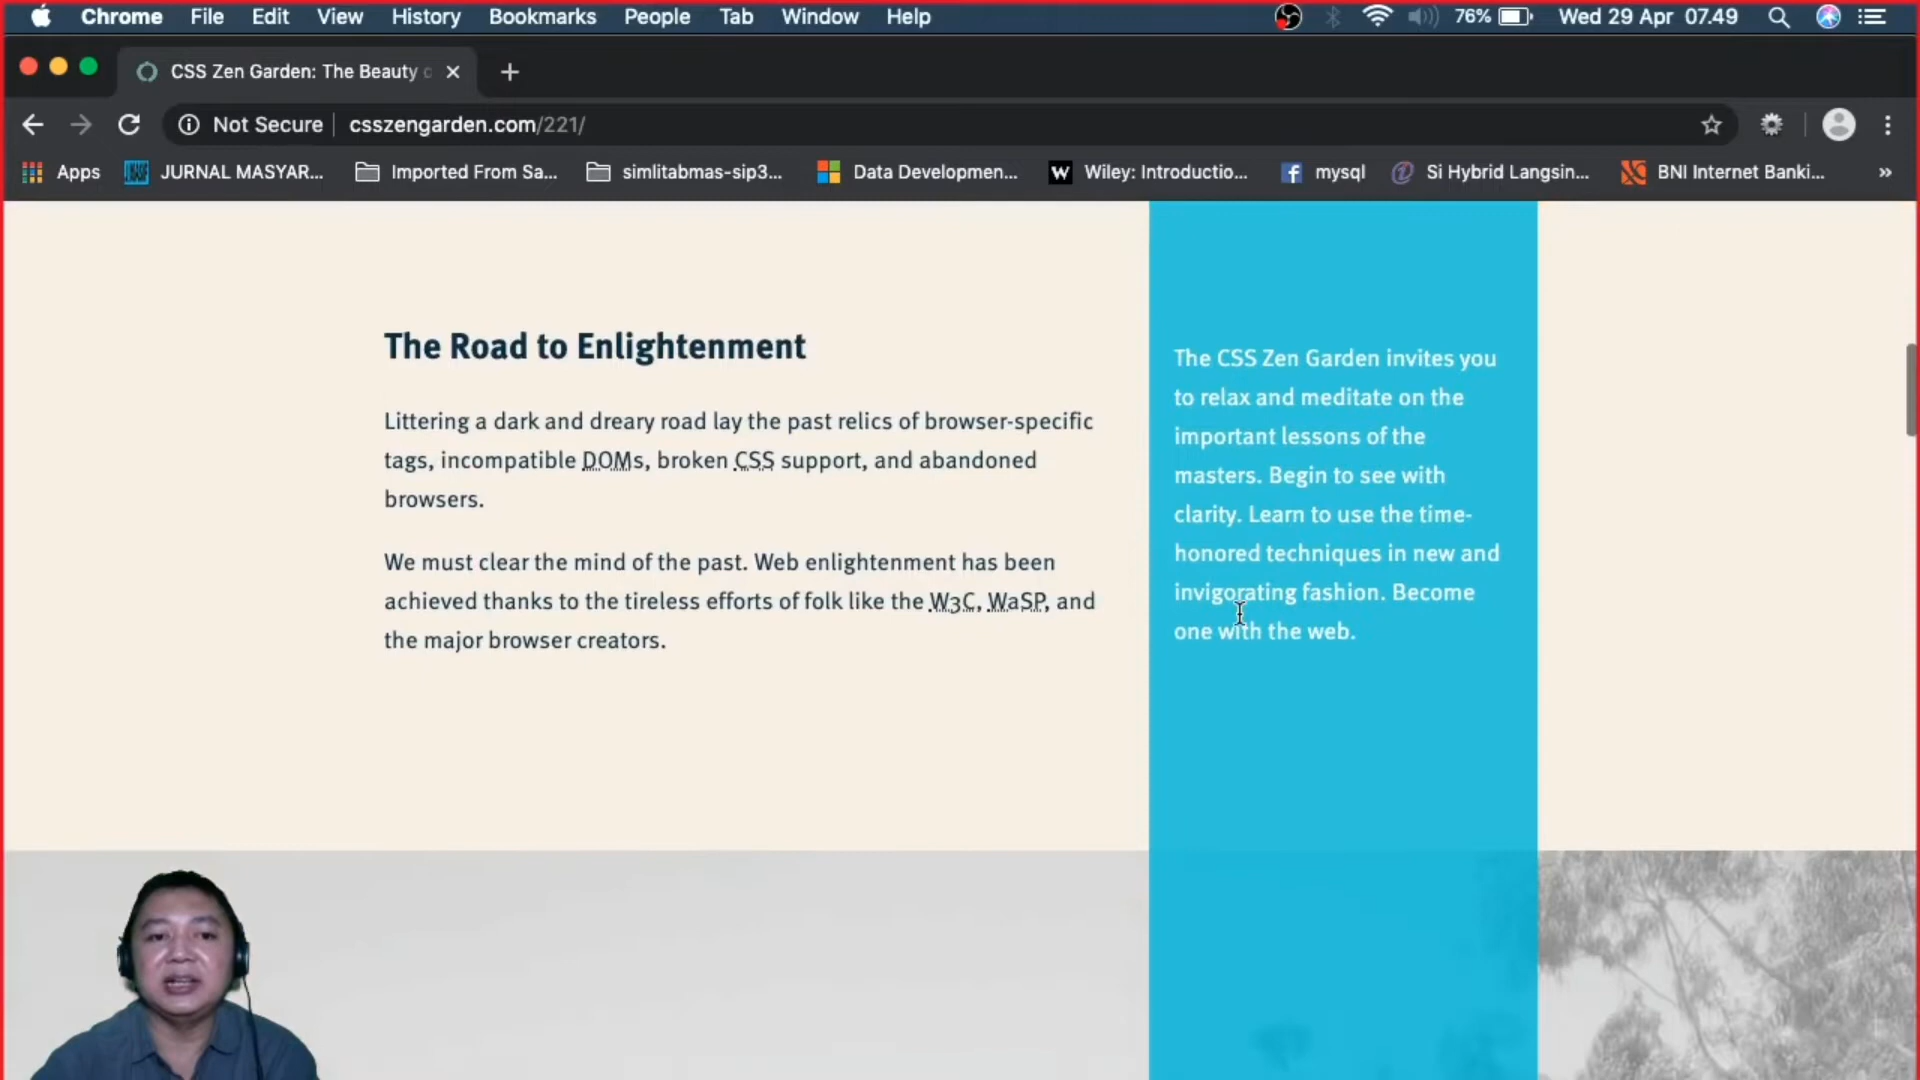 Chrome File Edit View History Bookmarks People Tab Window Help 76% Wed 29 Apr 07.49
CSS Zen Garden: The Beauty
Not Secure csszengarden.com/221/
Apps JURNAL MASYAR... Imported From Sa... simlitabmas-sip3... Data Developmen... Wiley: Introductio... mysql Si Hybrid Langsin... BNI Internet Banki... »
The Road to Enlightenment
Littering a dark and dreary road lay the past relics of browser-specific
tags, incompatible DOMs, broken CSS support, and abandoned
browsers.
We must clear the mind of the past. Web enlightenment has been
achieved thanks to the tireless efforts of folk like the W3C, WaSP, and
the major browser creators.
The CSS Zen Garden invites you
to relax and meditate on the
important lessons of the
masters. Begin to see with
clarity. Learn to use the time-
honored techniques in new and
invigorating fashion. Become
one with the web.